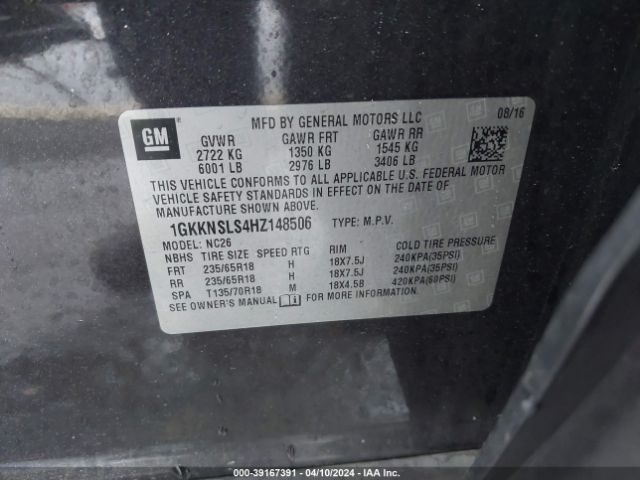 GM
MFD BY GENERAL MOTORS LLC 08/16
GVWR GAWR FRT GAWR RR
2722 KG 1350 KG 1545 KG
6001 LB 2976 LB 3406 LB
THIS VEHICLE CONFORMS TO ALL APPLICABLE U.S. FEDERAL MOTOR
VEHICLE SAFETY STANDARDS IN EFFECT ON THE DATE OF
MANUFACTURE SHOWN ABOVE.
1GKKNSLS4HZ148506 TYPE: M.P.V.
MODEL: NC26
NBHS TIRE SIZE SPEED RTG RIM COLD TIRE PRESSURE
FRT 235/65R18 H 18X7.5J 240KPA(35PSI)
RR 235/65R18 H 18X7.5J 240KPA(35PSI)
SPA T135/70R18 M 18X4.5B 420KPA(60PSI)
SEE OWNER'S MANUAL FOR MORE INFORMATION.
OWN-CONV-0-39167391 - 04/10/2024 - IAA Inc.